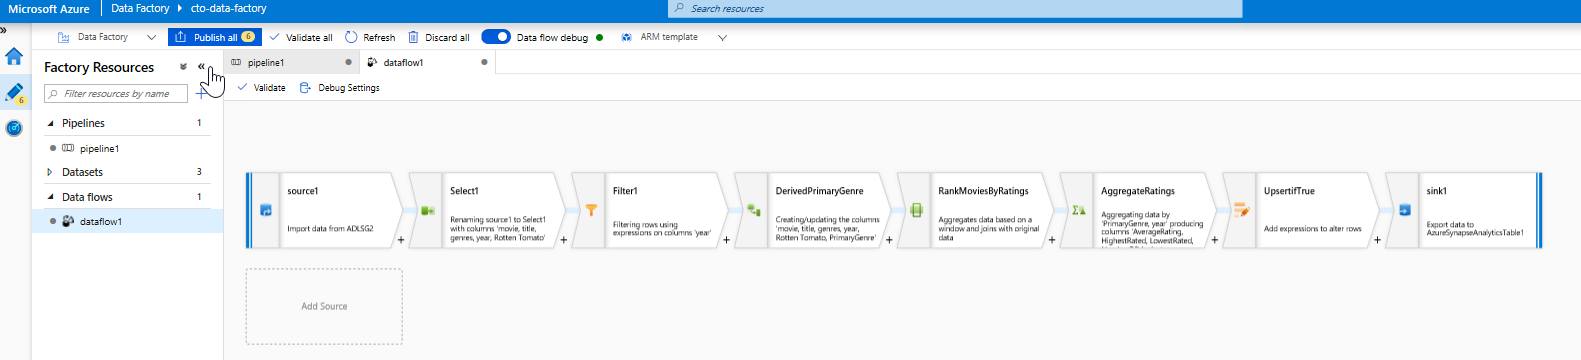 Microsoft Azure
Data Factory
cto-data-factory
Search resources
Data Factory
Publish all 6
Validate all
Refresh
Discard all
Data flow debug
ARM template
Factory Resources
pipeline1
dataflow1
Filter resources by name
Validate
Debug Settings
6
Pipelines 1
pipeline1
Datasets 3
Data flows 1
dataflow1
source1
Import data from ADLSG2
Select1
Renaming source1 to Select1
with columns 'movie, title,
genres, year, Rotten Tomato'
Filter1
Filtering rows using
expressions on columns 'year'
DerivedPrimaryGenre
Creating/updating the columns
'movie, title, genres, year,
Rotten Tomato, PrimaryGenre'
RankMoviesByRatings
Aggregates data based on a
window and joins with original
data
AggregateRatings
Aggregating data by
'PrimaryGenre, year' producing
columns 'AverageRating,
HighestRated, LowestRated,
UpsertifTrue
Add expressions to alter rows
sink1
Export data to
AzureSynapseAnalyticsTable1
Add Source